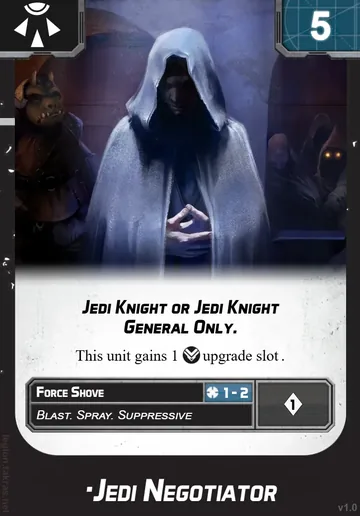 5
Jedi Knight or Jedi Knight
General Only.
This unit gains 1 upgrade slot.
Force Shove 1 - 2
Blast. Spray. Suppressive
1
·Jedi Negotiator
v1.0